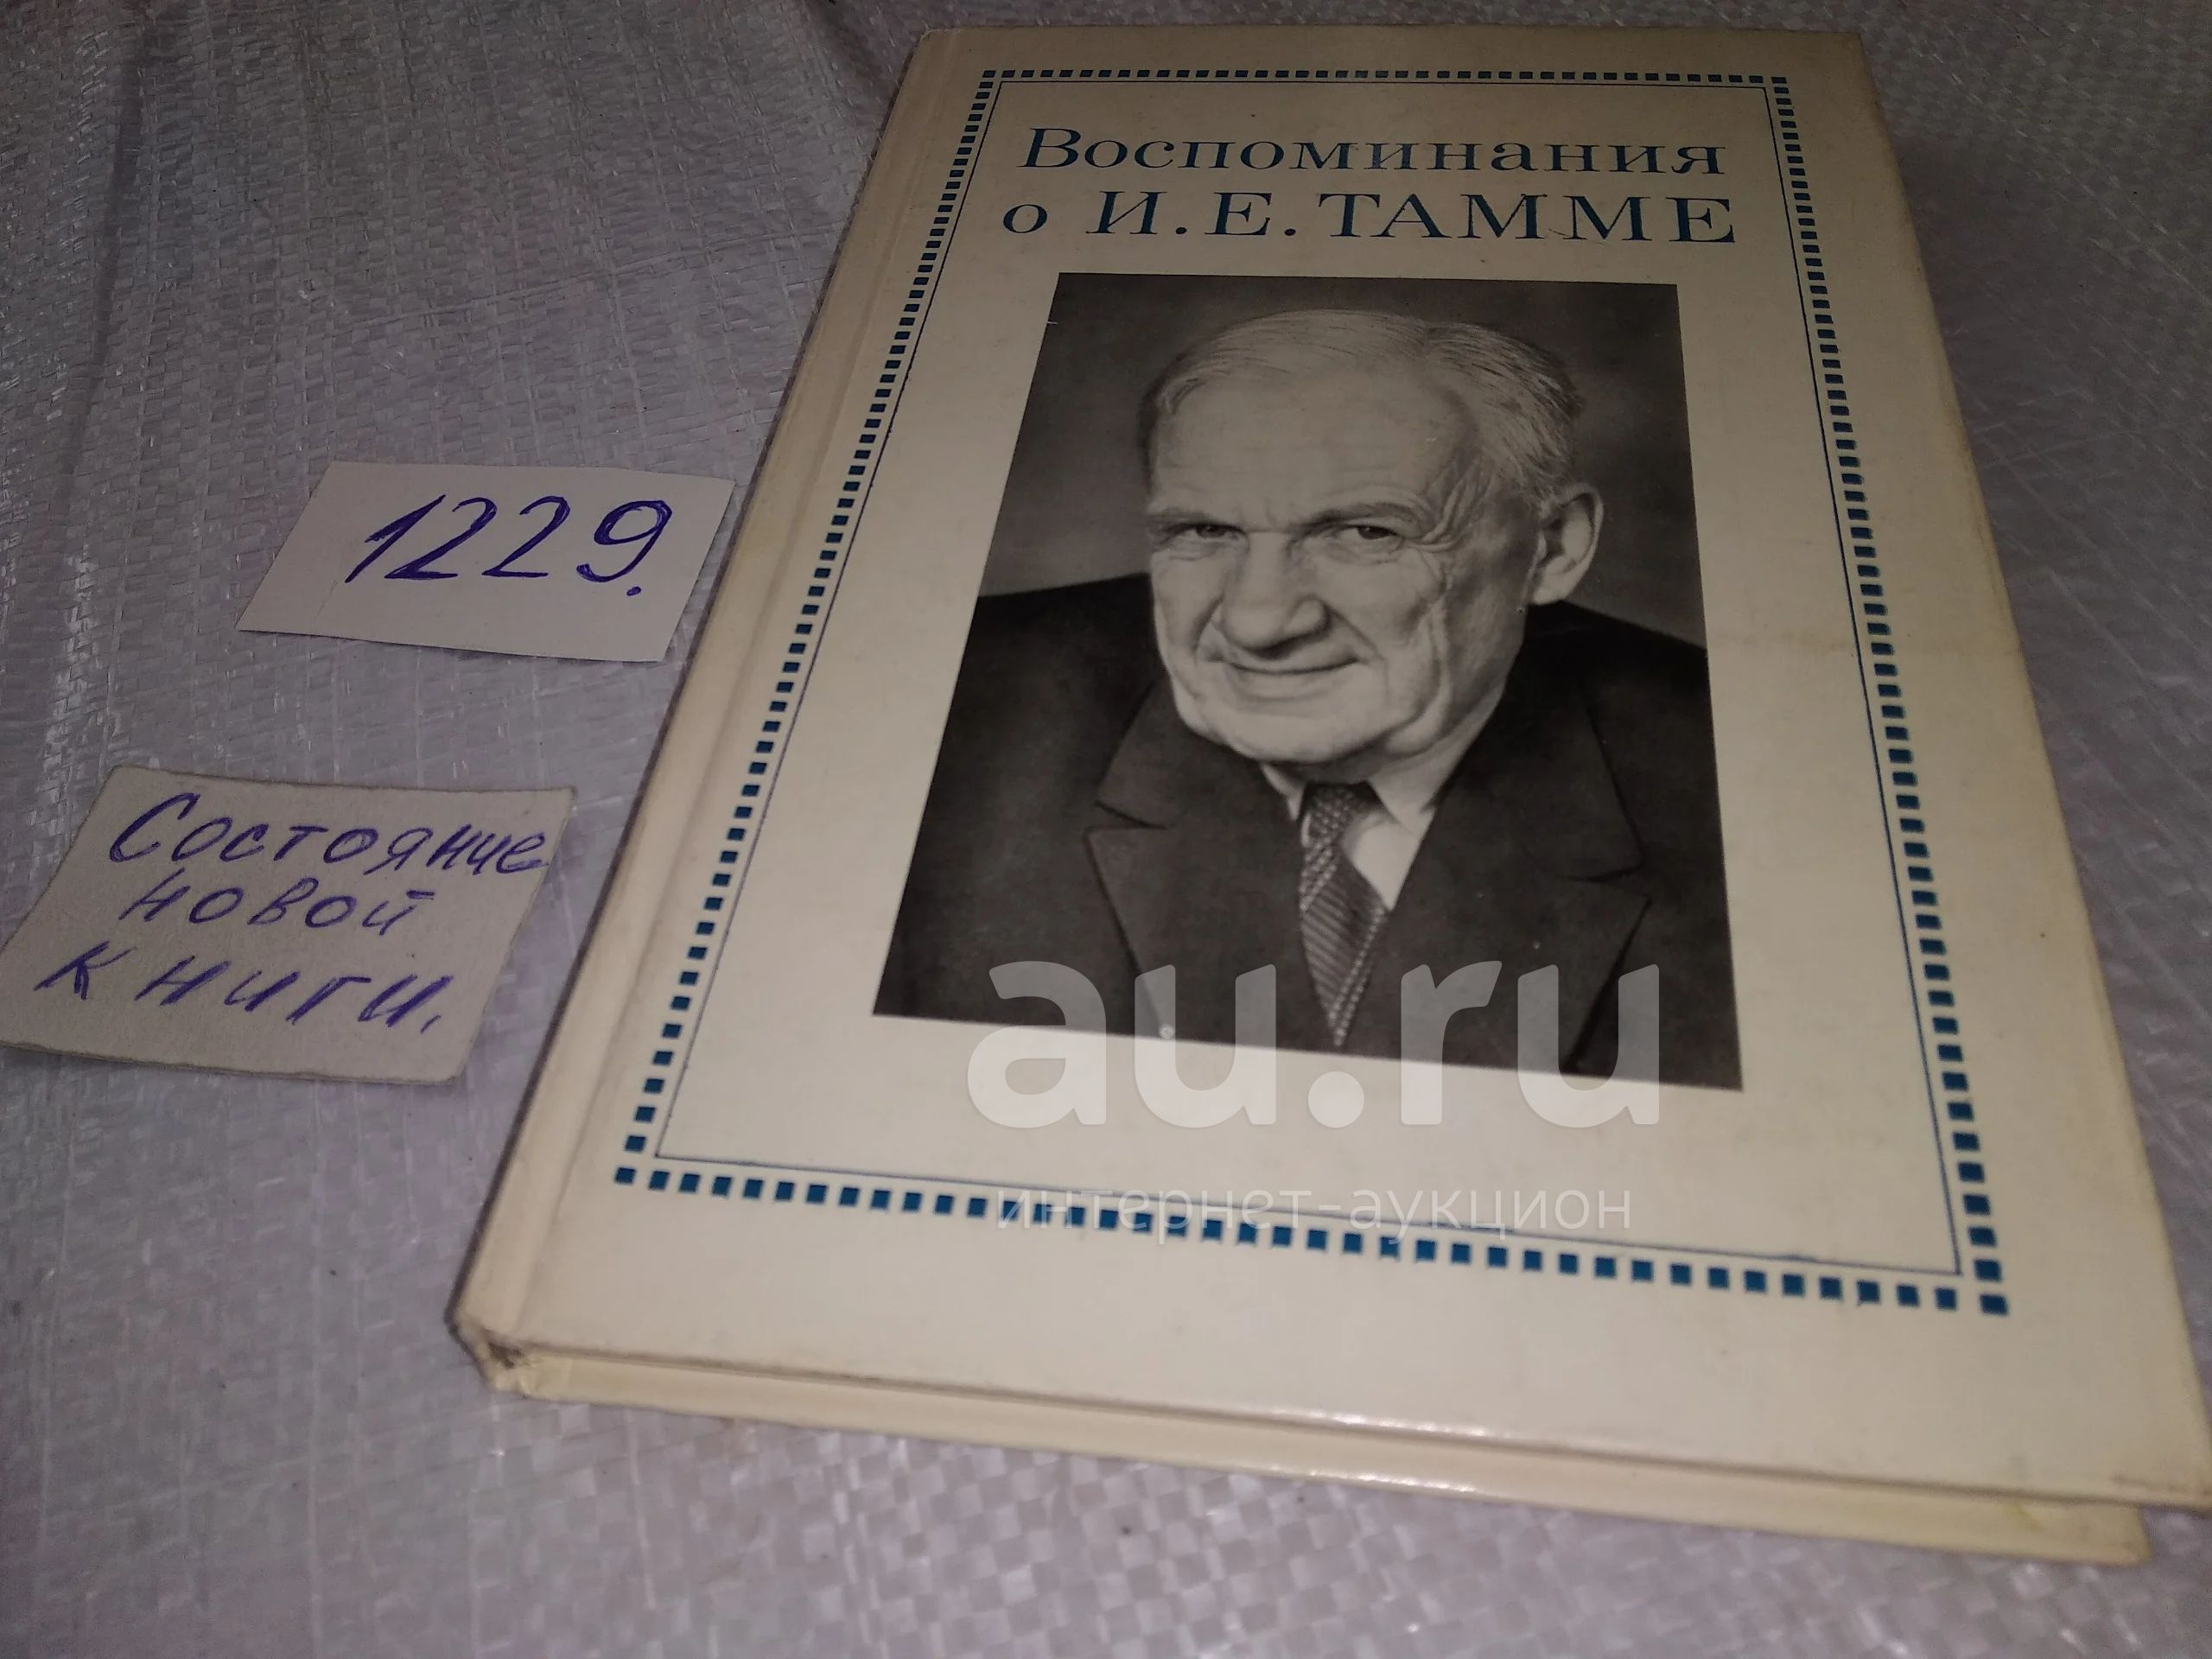 Воспоминания
о И.Е.ТАММЕ
1229.
Состояние
новой
книги.
au.ru
интернет-аукцион